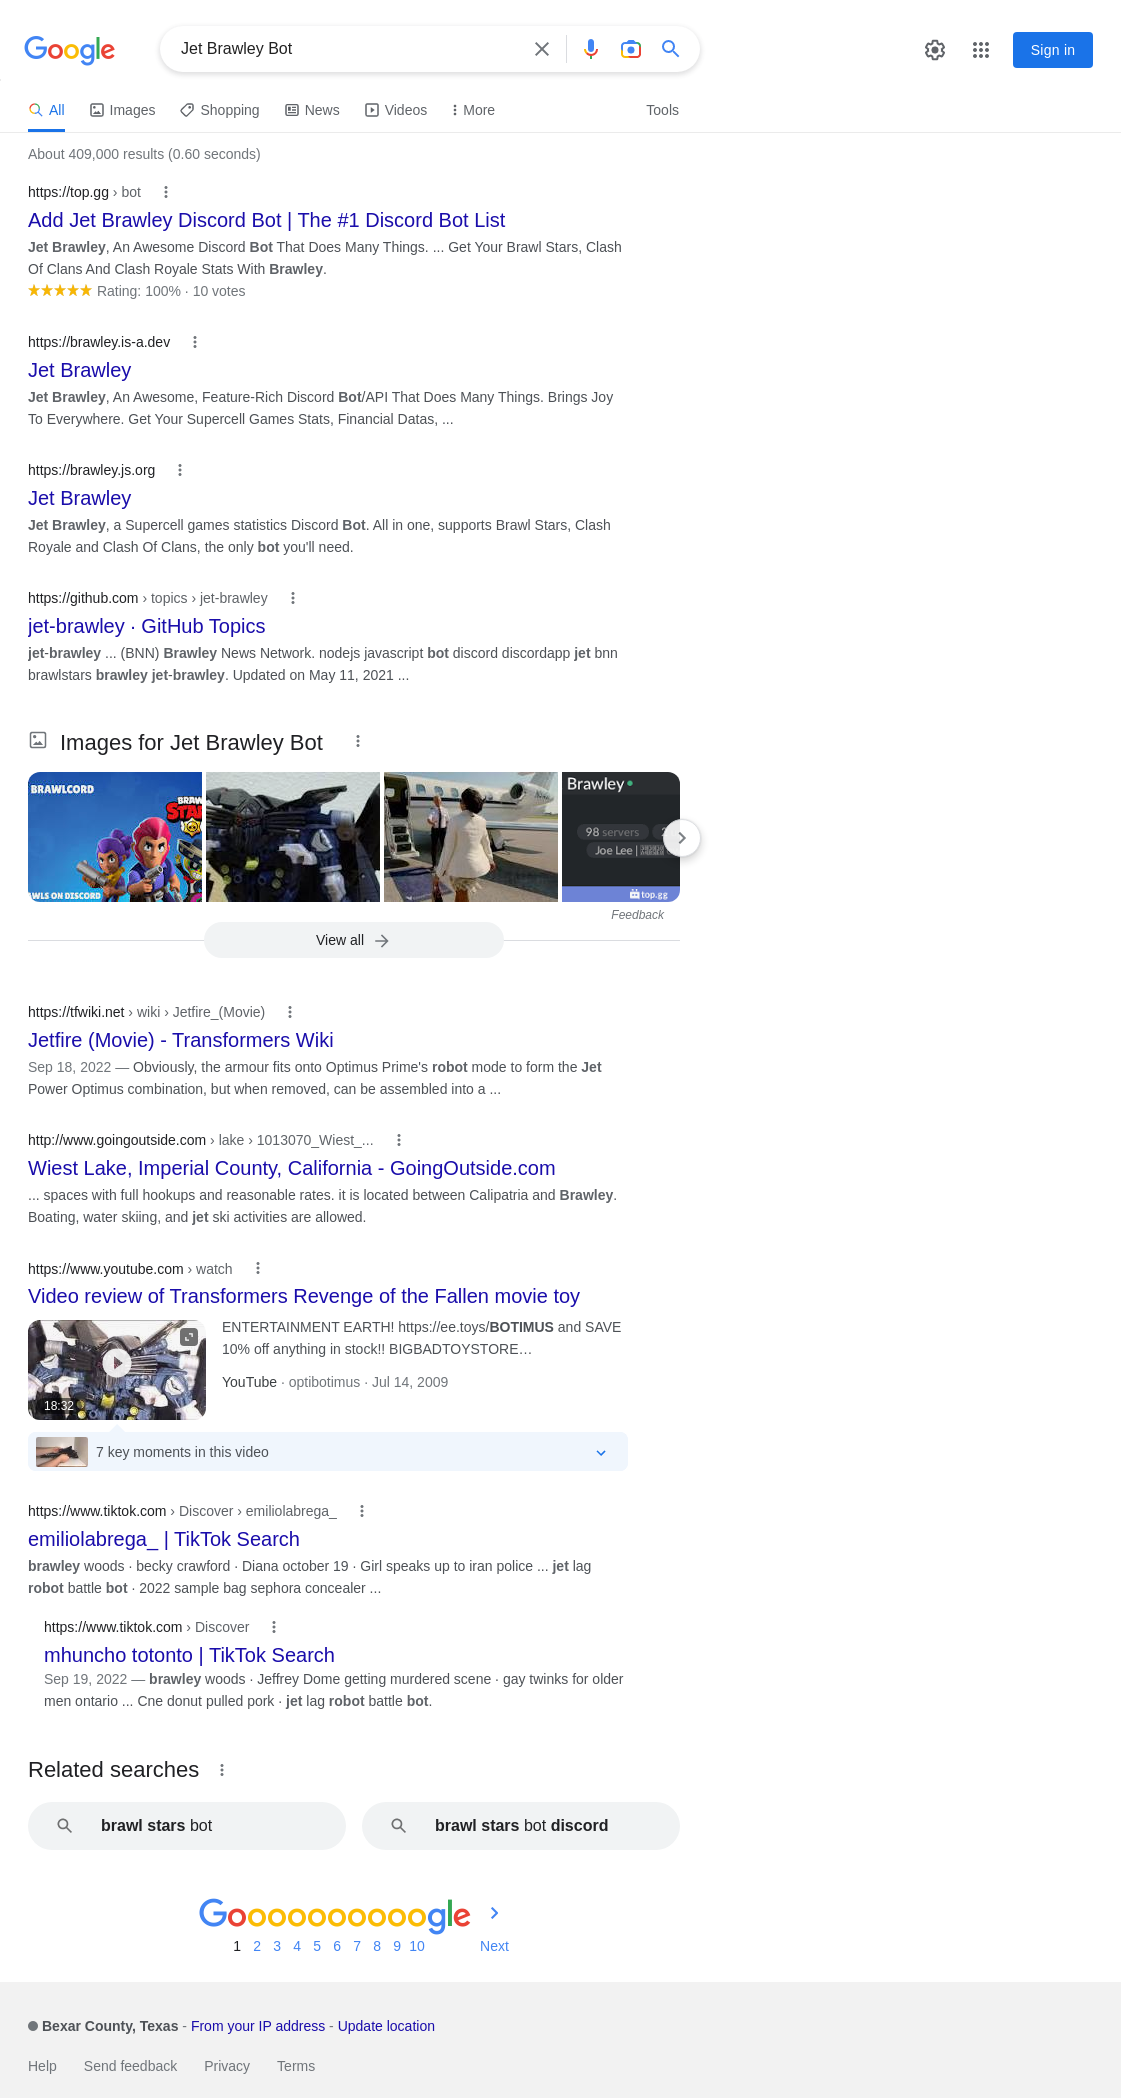 Google
Jet Brawley Bot
Sign in
All
Images
Shopping
News
Videos
More
Tools
About 409,000 results (0.60 seconds)
https://top.gg › bot
Add Jet Brawley Discord Bot | The #1 Discord Bot List
Jet Brawley, An Awesome Discord Bot That Does Many Things. ... Get Your Brawl Stars, Clash
Of Clans And Clash Royale Stats With Brawley.
Rating: 100% · 10 votes
https://brawley.is-a.dev
Jet Brawley
Jet Brawley, An Awesome, Feature-Rich Discord Bot/API That Does Many Things. Brings Joy
To Everywhere. Get Your Supercell Games Stats, Financial Datas, ...
https://brawley.js.org
Jet Brawley
Jet Brawley, a Supercell games statistics Discord Bot. All in one, supports Brawl Stars, Clash
Royale and Clash Of Clans, the only bot you'll need.
https://github.com › topics › jet-brawley
jet-brawley · GitHub Topics
jet-brawley ... (BNN) Brawley News Network. nodejs javascript bot discord discordapp jet bnn
brawlstars brawley jet-brawley. Updated on May 11, 2021 ...
Images for Jet Brawley Bot
BRAWLCORD
BRAW
STA
AWLS ON DISCORD
Brawley
98 servers
Joe Lee |
top.gg
Feedback
View all
https://tfwiki.net › wiki › Jetfire_(Movie)
Jetfire (Movie) - Transformers Wiki
Sep 18, 2022 — Obviously, the armour fits onto Optimus Prime's robot mode to form the Jet
Power Optimus combination, but when removed, can be assembled into a ...
http://www.goingoutside.com › lake › 1013070_Wiest_...
Wiest Lake, Imperial County, California - GoingOutside.com
... spaces with full hookups and reasonable rates. it is located between Calipatria and Brawley.
Boating, water skiing, and jet ski activities are allowed.
https://www.youtube.com › watch
Video review of Transformers Revenge of the Fallen movie toy
ENTERTAINMENT EARTH! https://ee.toys/BOTIMUS and SAVE
10% off anything in stock!! BIGBADTOYSTORE…
YouTube · optibotimus · Jul 14, 2009
18:32
7 key moments in this video
https://www.tiktok.com › Discover › emiliolabrega_
emiliolabrega_ | TikTok Search
brawley woods · becky crawford · Diana october 19 · Girl speaks up to iran police ... jet lag
robot battle bot · 2022 sample bag sephora concealer ...
https://www.tiktok.com › Discover
mhuncho totonto | TikTok Search
Sep 19, 2022 — brawley woods · Jeffrey Dome getting murdered scene · gay twinks for older
men ontario ... Cne donut pulled pork · jet lag robot battle bot.
Related searches
brawl stars bot
brawl stars bot discord
Goooooooooogle
1 2 3 4 5 6 7 8 9 10 Next
Bexar County, Texas - From your IP address - Update location
Help
Send feedback
Privacy
Terms